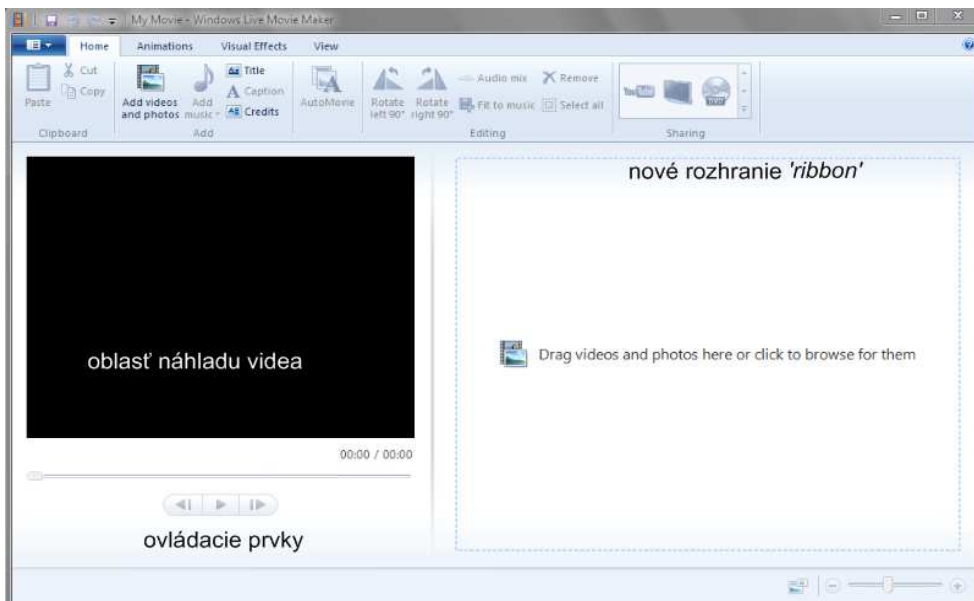 My Movie - Windows Live Movie Maker
Home Animations Visual Effects View
Cut
Copy
Paste
Clipboard
Add videos
and photos
Add
music
Title
Caption
Credits
Add
AutoMovie
Rotate
left 90°
Rotate
right 90°
Audio mix
Fit to music
Remove
Select all
Editing
YouTube
DVD
Sharing
nové rozhranie 'ribbon'
oblasť náhladu videa
Drag videos and photos here or click to browse for them
00:00 / 00:00
ovládacie prvky